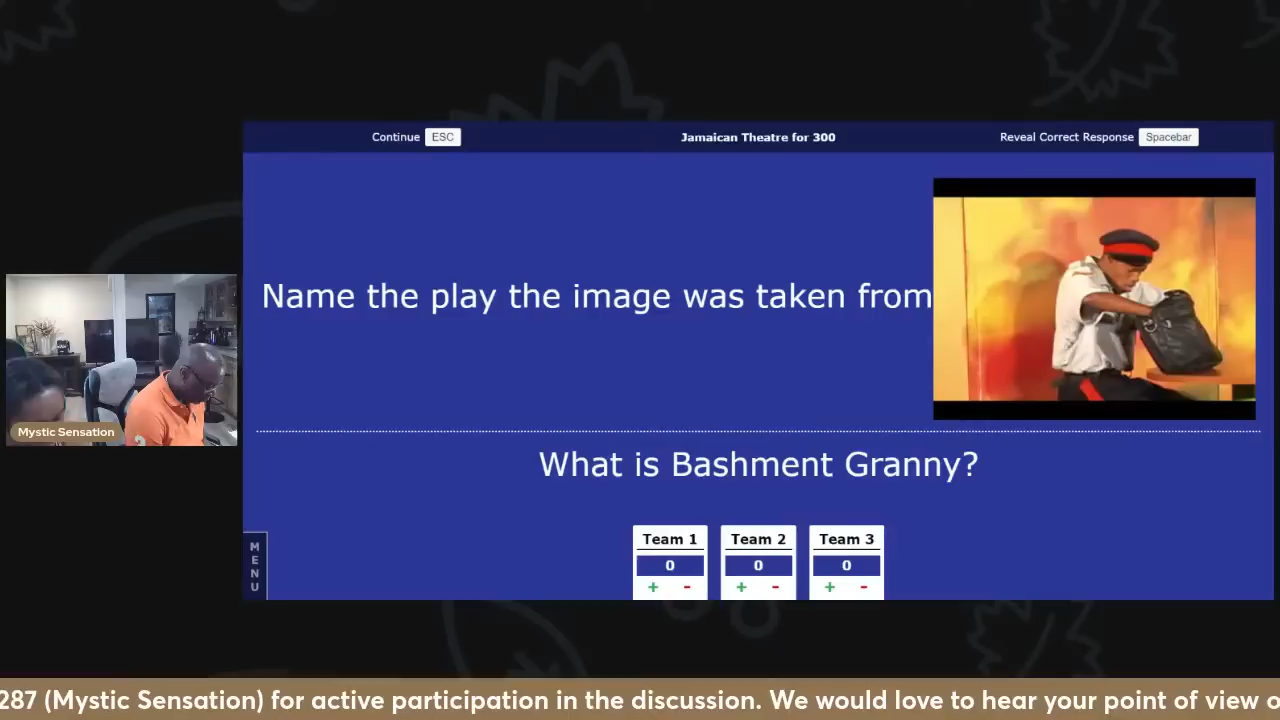 Continue ESC
Jamaican Theatre for 300
Reveal Correct Response Spacebar
Name the play the image was taken from
What is Bashment Granny?
Mystic Sensation
MENU
Team 1 Team 2 Team 3
0 0 0
+ - + - + -
287 (Mystic Sensation) for active participation in the discussion. We would love to hear your point of view